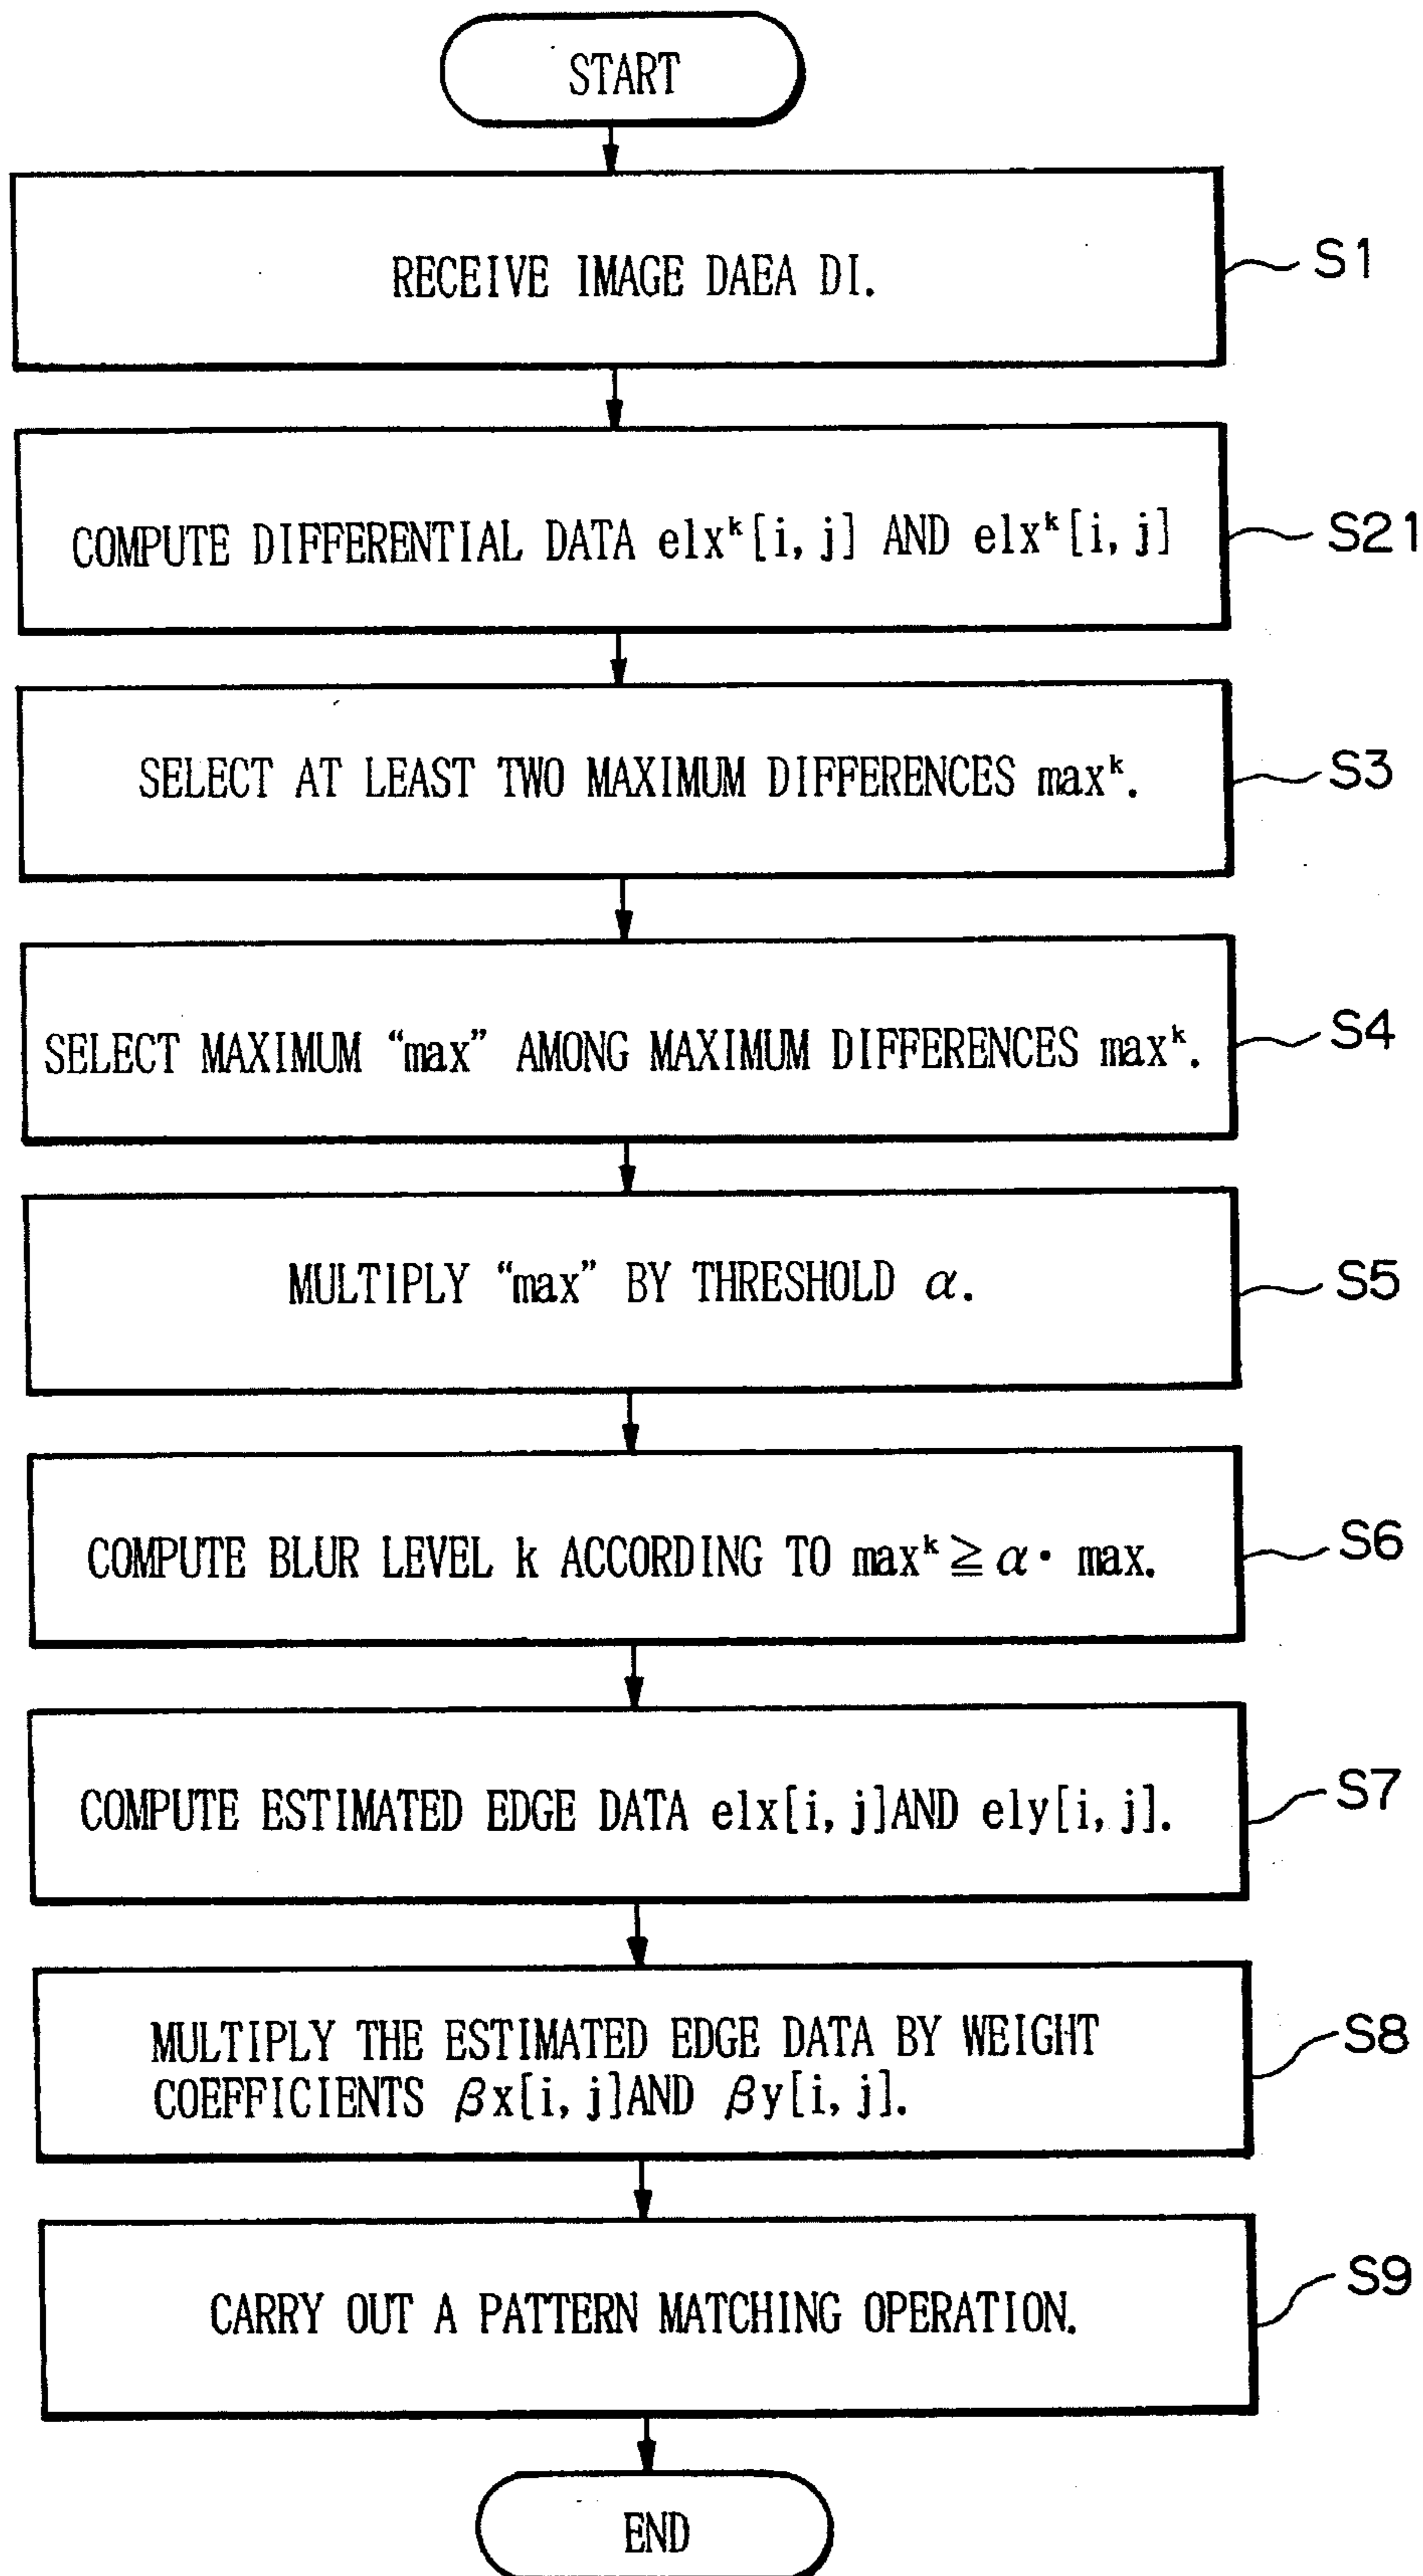 START
RECEIVE IMAGE DAEA DI.
S1
COMPUTE DIFFERENTIAL DATA elxᵏ[i, j] AND elxᵏ[i, j]
S21
SELECT AT LEAST TWO MAXIMUM DIFFERENCES maxᵏ.
S3
SELECT MAXIMUM “max” AMONG MAXIMUM DIFFERENCES maxᵏ.
S4
MULTIPLY “max” BY THRESHOLD α.
S5
COMPUTE BLUR LEVEL k ACCORDING TO maxᵏ ≧ α· max.
S6
COMPUTE ESTIMATED EDGE DATA elx[i, j]AND ely[i, j].
S7
MULTIPLY THE ESTIMATED EDGE DATA BY WEIGHT
COEFFICIENTS βx[i, j]AND βy[i, j].
S8
CARRY OUT A PATTERN MATCHING OPERATION.
S9
END